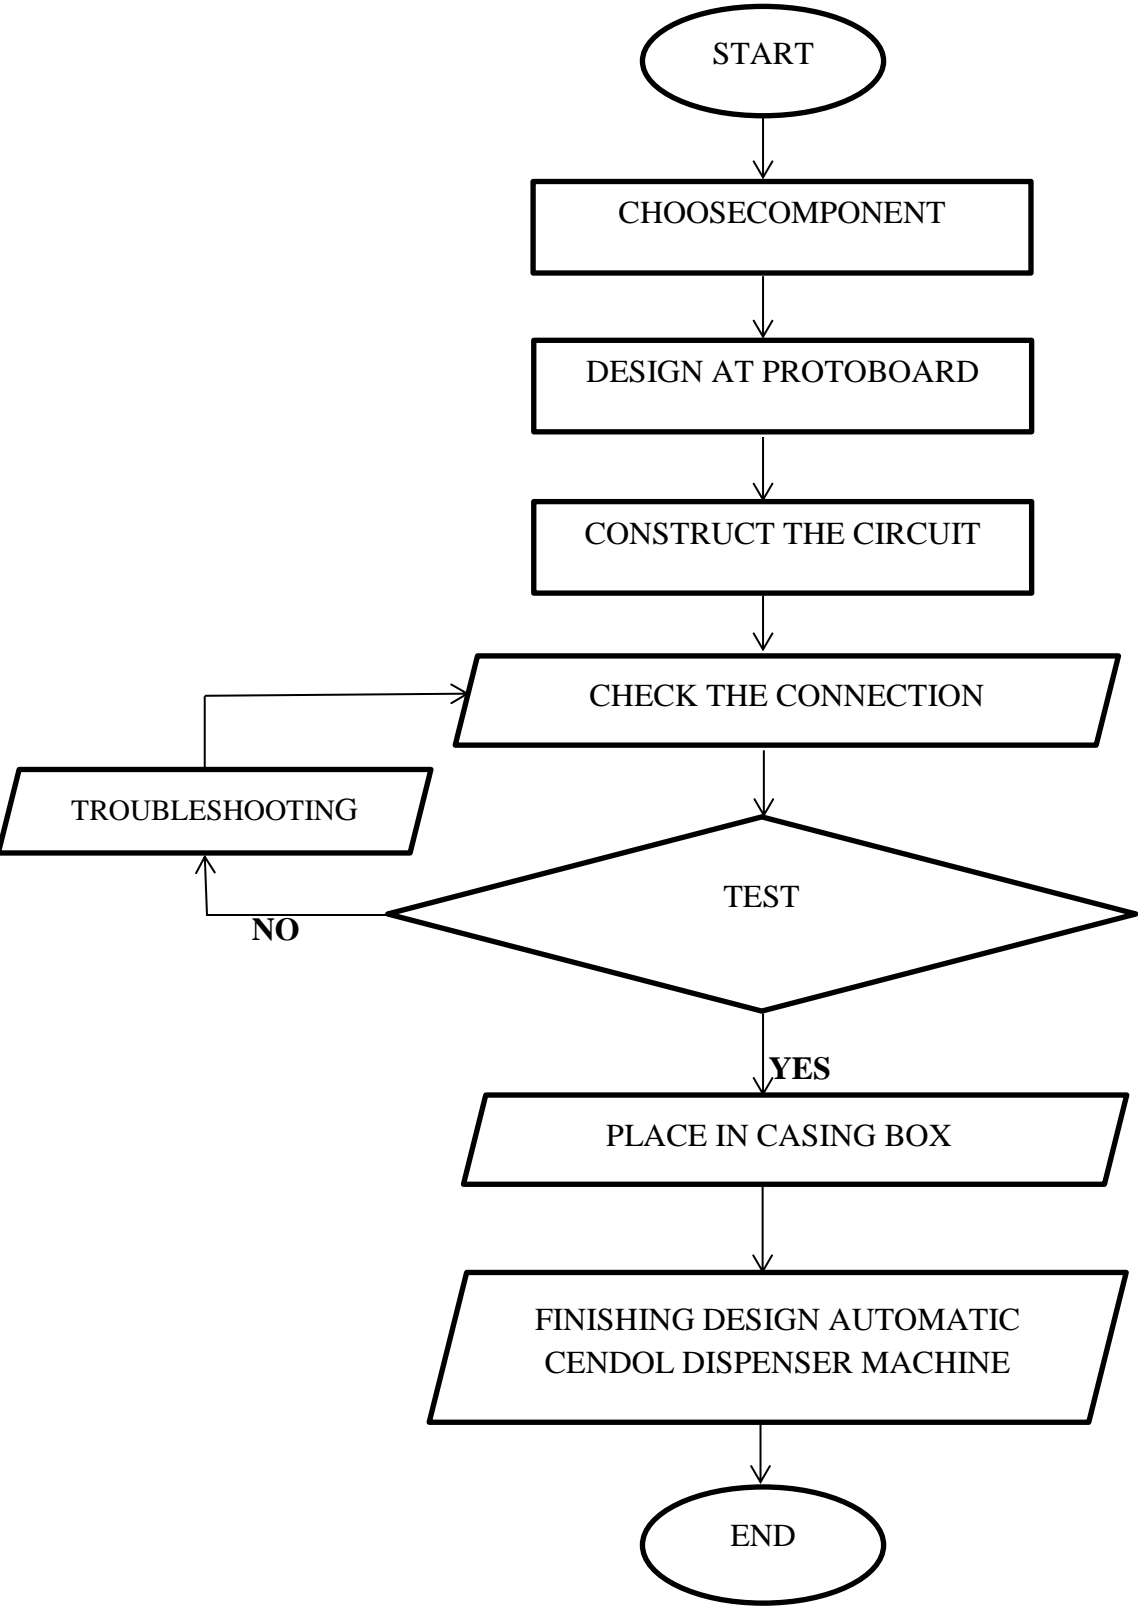 START
CHOOSECOMPONENT
DESIGN AT PROTOBOARD
CONSTRUCT THE CIRCUIT
CHECK THE CONNECTION
TROUBLESHOOTING
TEST
NO
YES
PLACE IN CASING BOX
FINISHING DESIGN AUTOMATIC
CENDOL DISPENSER MACHINE
END